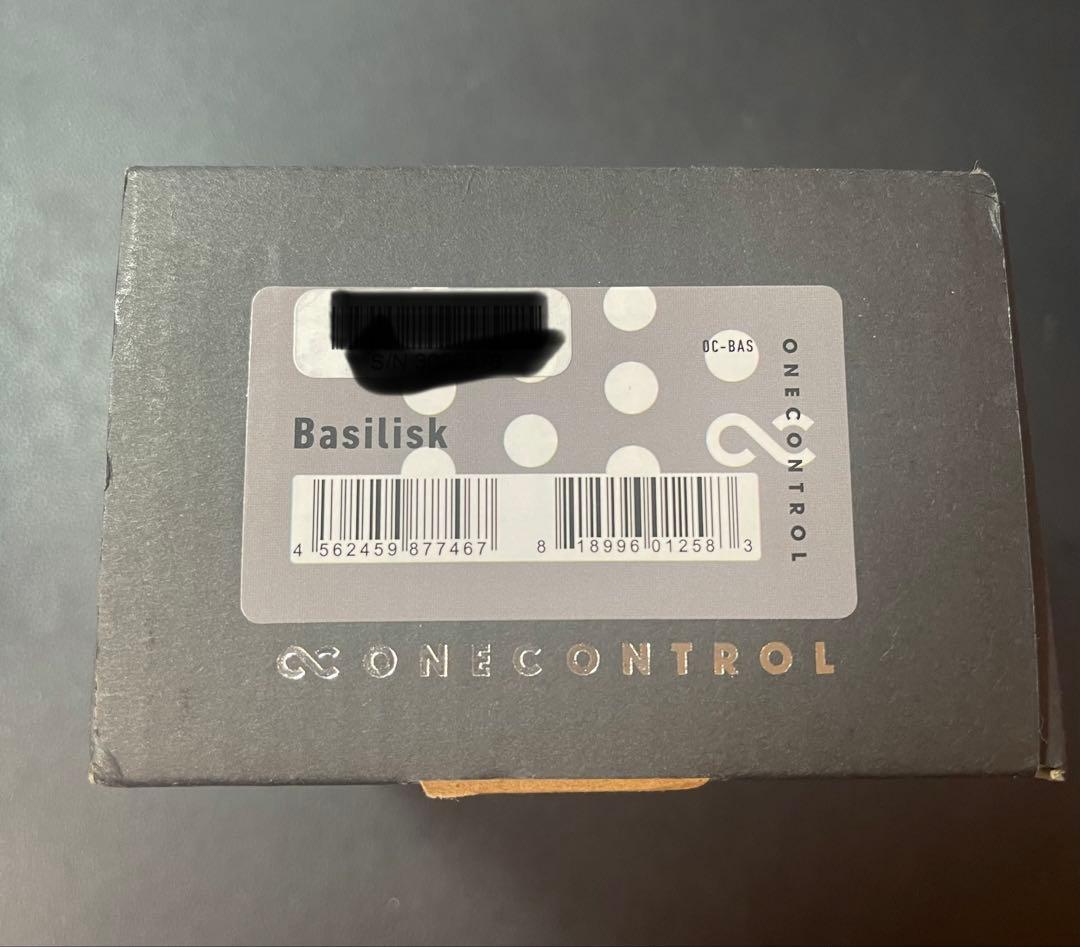 OC-BAS
ONECONTROL
Basilisk
4 562459 877467
8 18996 01258 3
ONECONTROL